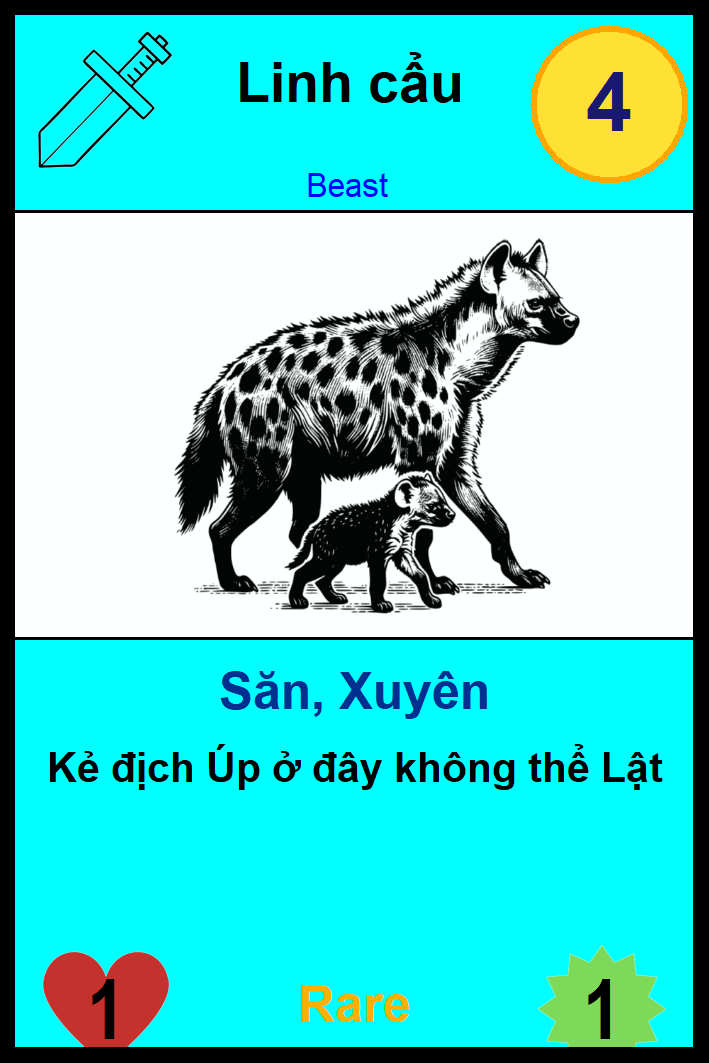 Linh cẩu
4
Beast
Săn, Xuyên
Kẻ địch Úp ở đây không thể Lật
1
Rare
1